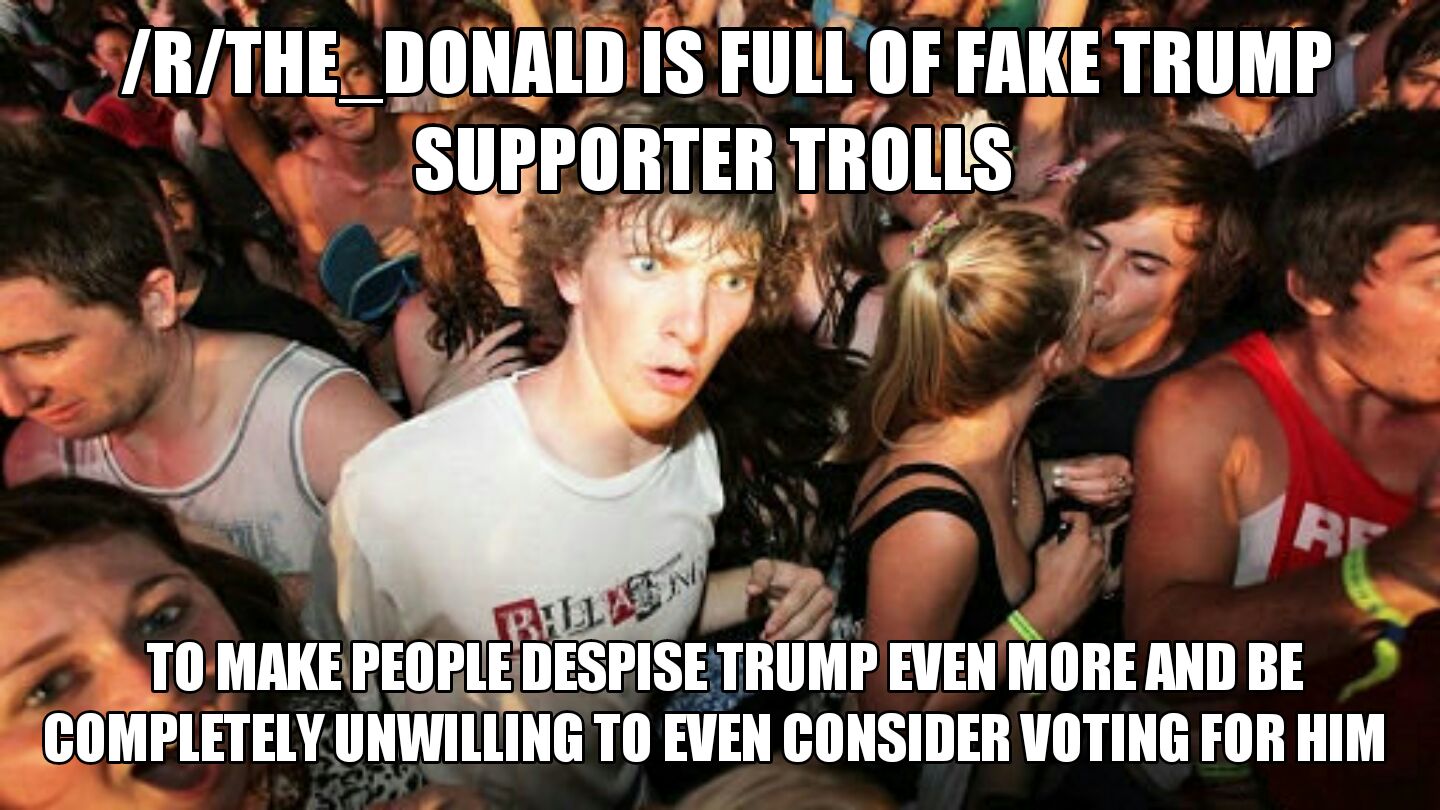 /R/THE_DONALD IS FULL OF FAKE TRUMP
SUPPORTER TROLLS
TO MAKE PEOPLE DESPISE TRUMP EVEN MORE AND BE
COMPLETELY UNWILLING TO EVEN CONSIDER VOTING FOR HIM